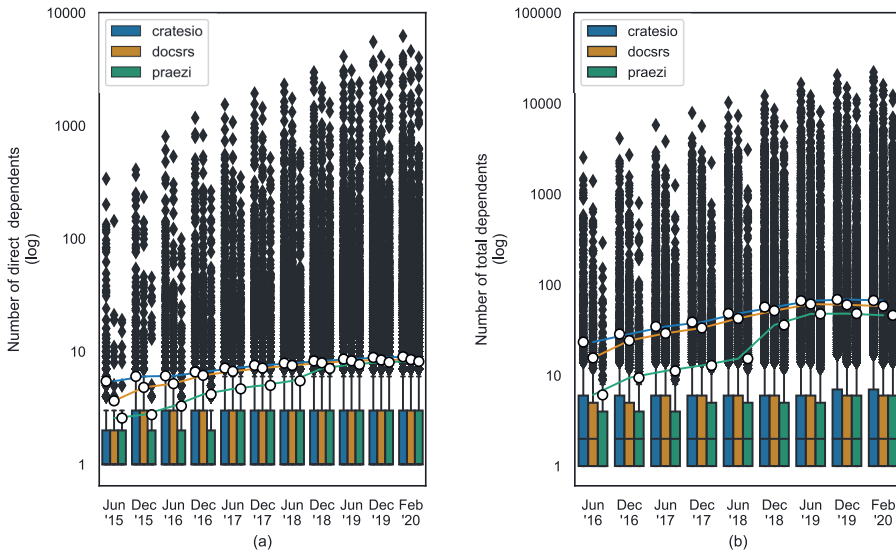 10000
1000
100
10
1
Number of direct dependents
(log)
cratesio
docsrs
praezi
Jun Dec Jun Dec Jun Dec Jun Dec Jun Dec Feb
'15 '15 '16 '16 '17 '17 '18 '18 '19 '19 '20
(a)
100000
10000
1000
100
10
1
Number of total dependents
(log)
cratesio
docsrs
praezi
Jun Dec Jun Dec Jun Dec Jun Dec Feb
'16 '16 '17 '17 '18 '18 '19 '19 '20
(b)